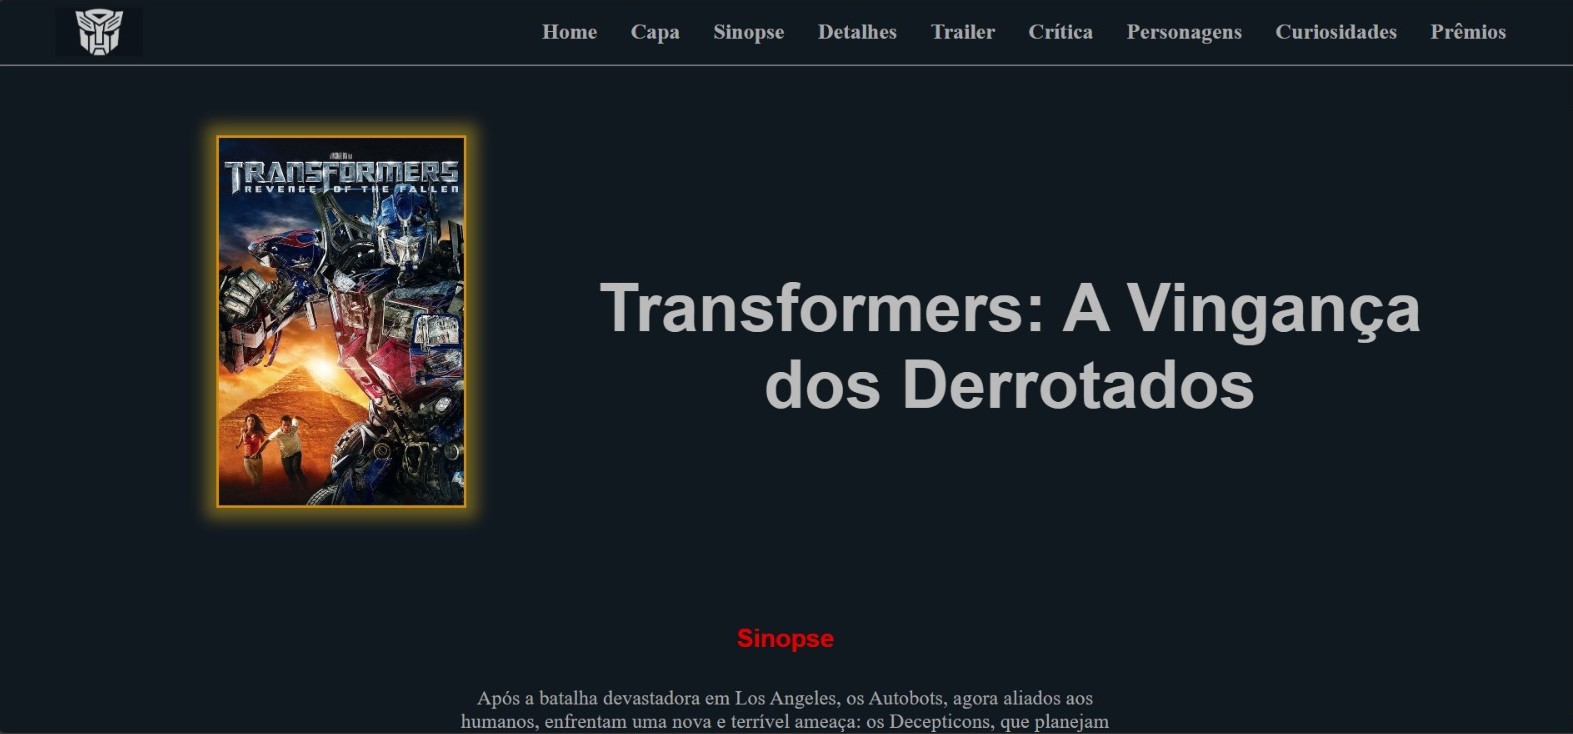 Home Capa Sinopse Detalhes Trailer Crítica Personagens Curiosidades Prêmios
TRANSFORMERS
REVENGE OF THE FALLEN
Transformers: A Vingança
dos Derrotados
Sinopse
Após a batalha devastadora em Los Angeles, os Autobots, agora aliados aos
humanos, enfrentam uma nova e terrível ameaça: os Decepticons, que planejam